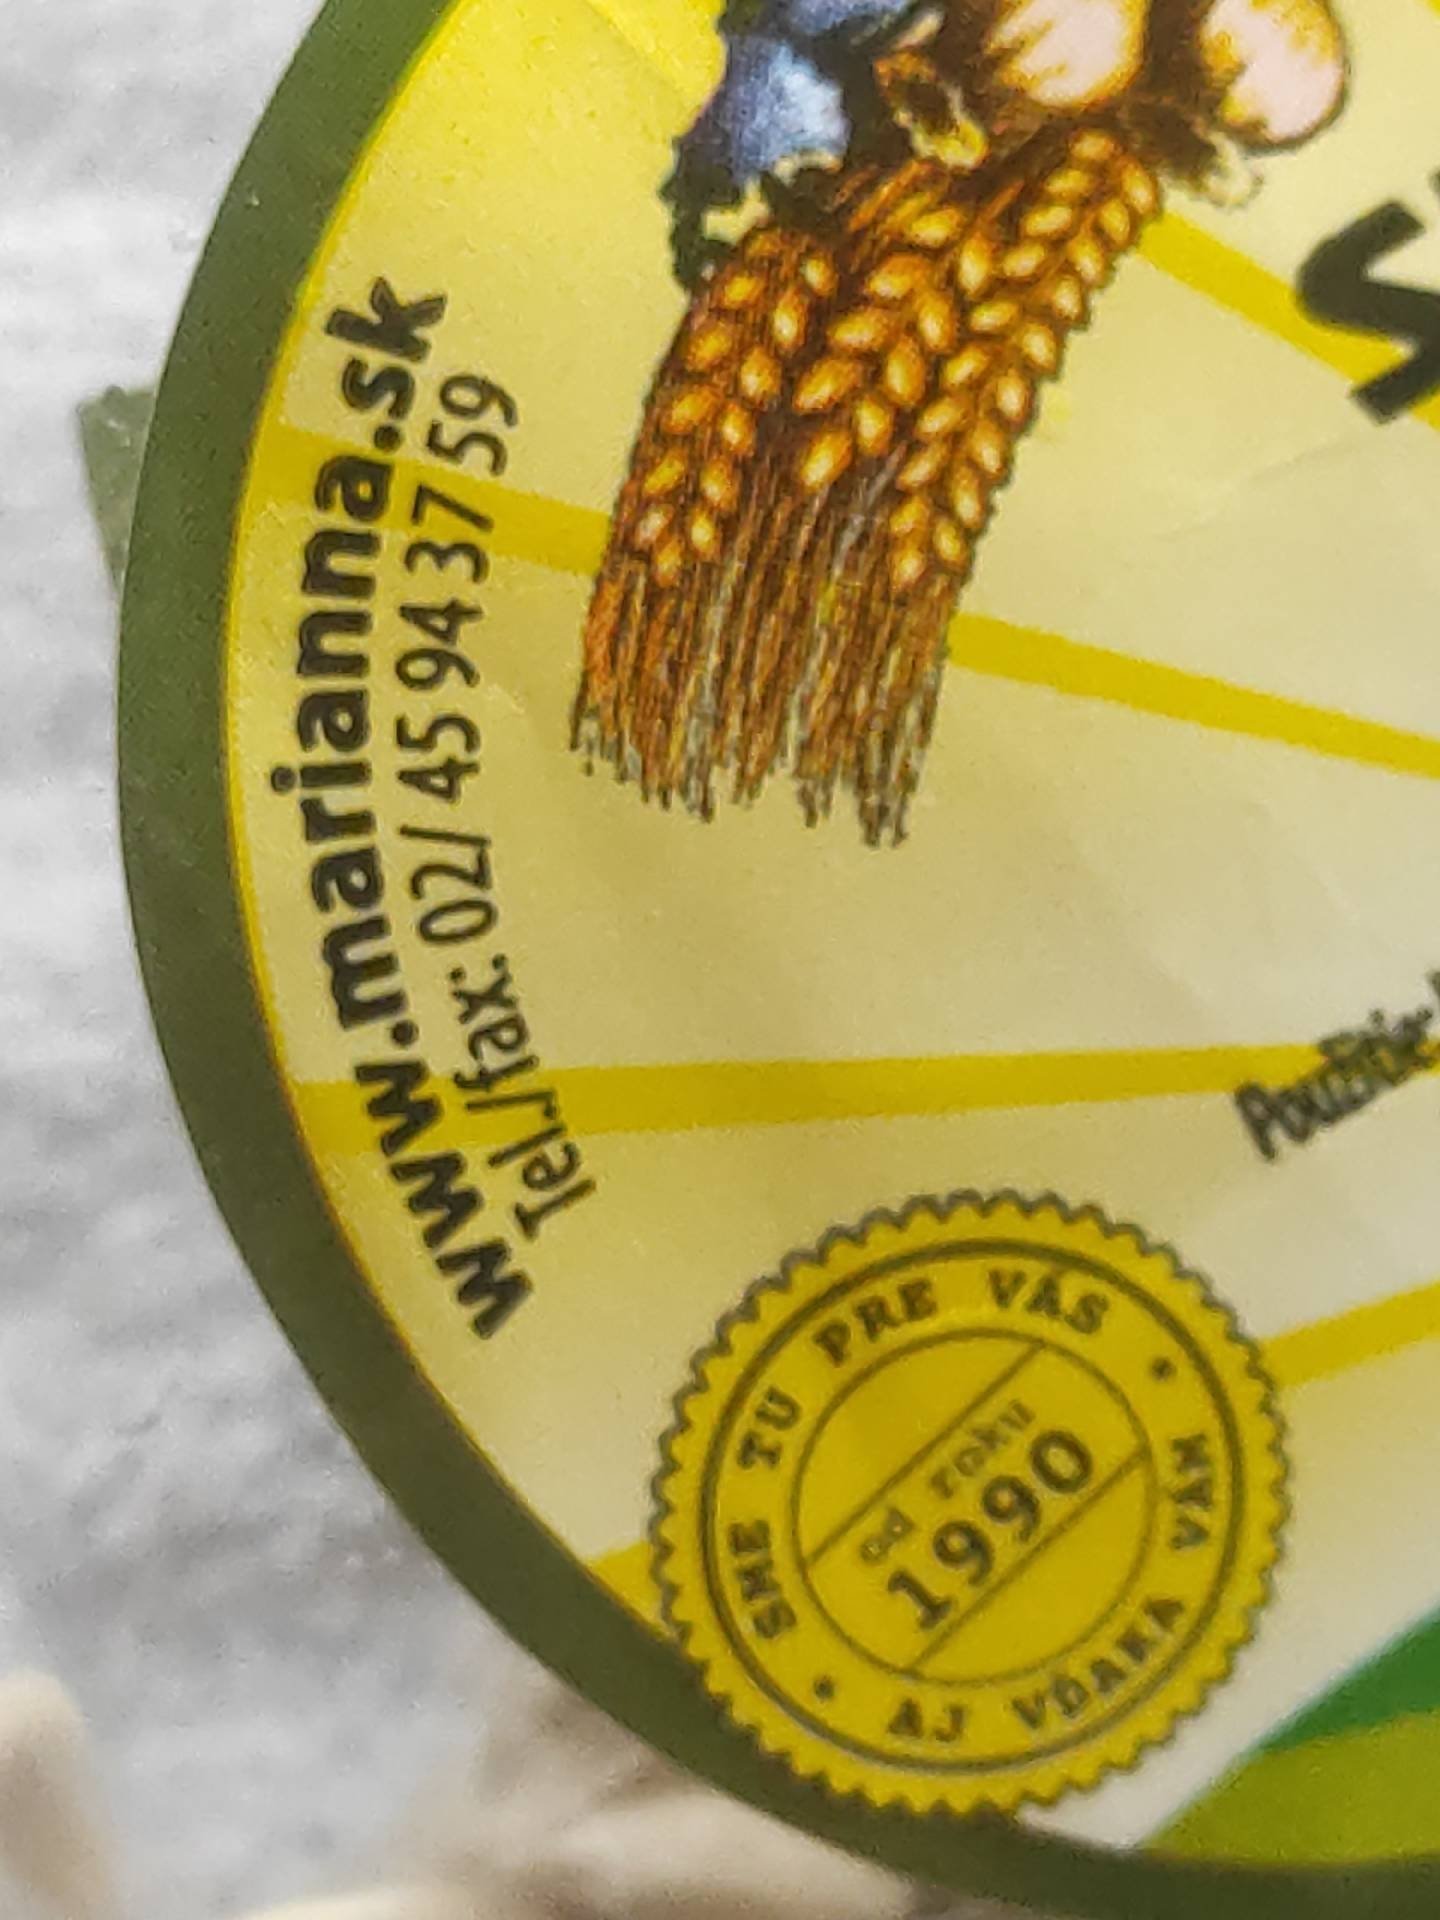 www.marianna.sk
Tel./fax: 02/ 45 94 37 59
Použitie:
SME TU PRE VÁS • AJ VĎAKA VÁM •
od roku
1990